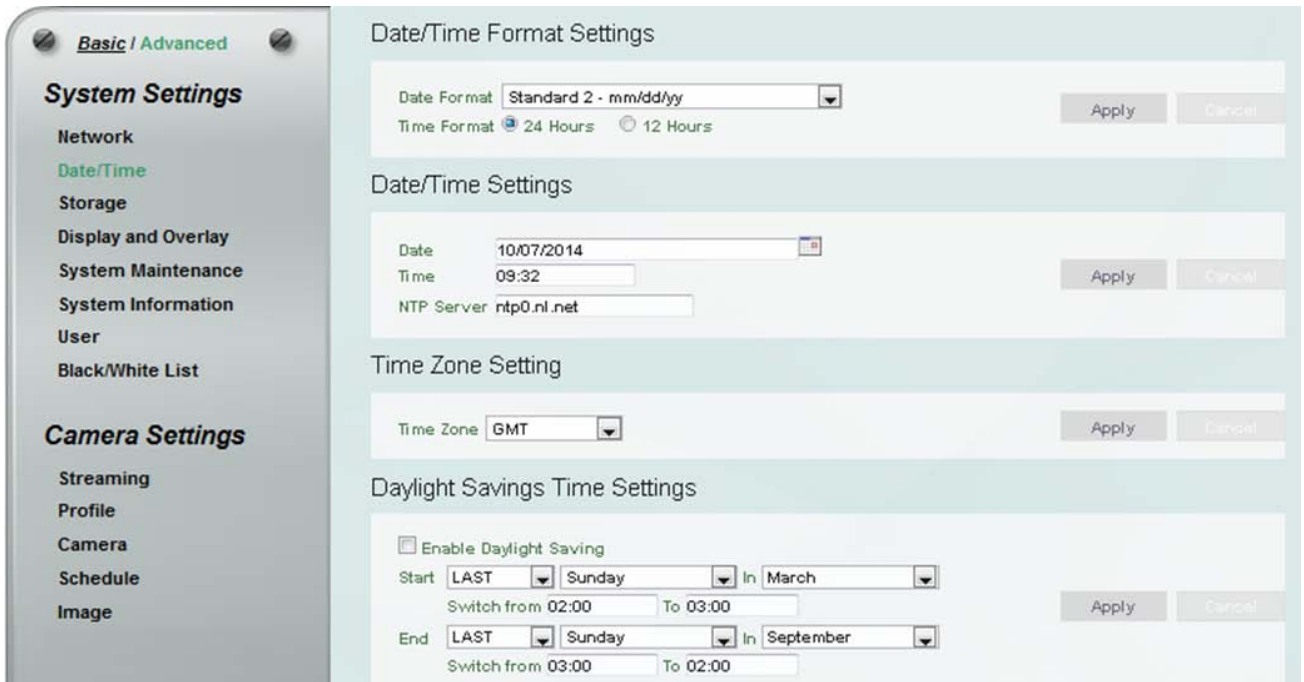 Basic / Advanced
System Settings
Network
Date/Time
Storage
Display and Overlay
System Maintenance
System Information
User
Black/White List
Camera Settings
Streaming
Profile
Camera
Schedule
Image
Date/Time Format Settings
Date Format Standard 2 - mm/dd/yy
Time Format 24 Hours 12 Hours
Apply Cancel
Date/Time Settings
Date 10/07/2014
Time 09:32
NTP Server ntp0.nl.net
Apply Cancel
Time Zone Setting
Time Zone GMT
Apply Cancel
Daylight Savings Time Settings
Enable Daylight Saving
Start LAST Sunday In March
Switch from 02:00 To 03:00
Apply Cancel
End LAST Sunday In September
Switch from 03:00 To 02:00